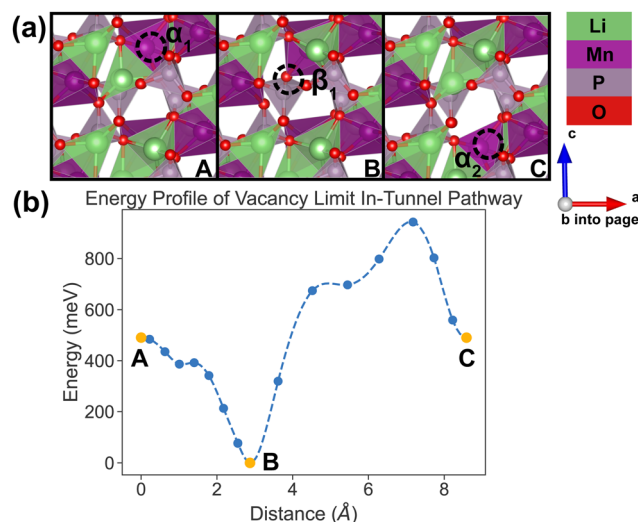 (a)
α1
A
β1
B
α2
C
Li
Mn
P
O
c
a
b into page
(b)
Energy Profile of Vacancy Limit In-Tunnel Pathway
Energy (meV)
800
600
400
200
0
A
B
C
0
2
4
6
8
Distance (Å)